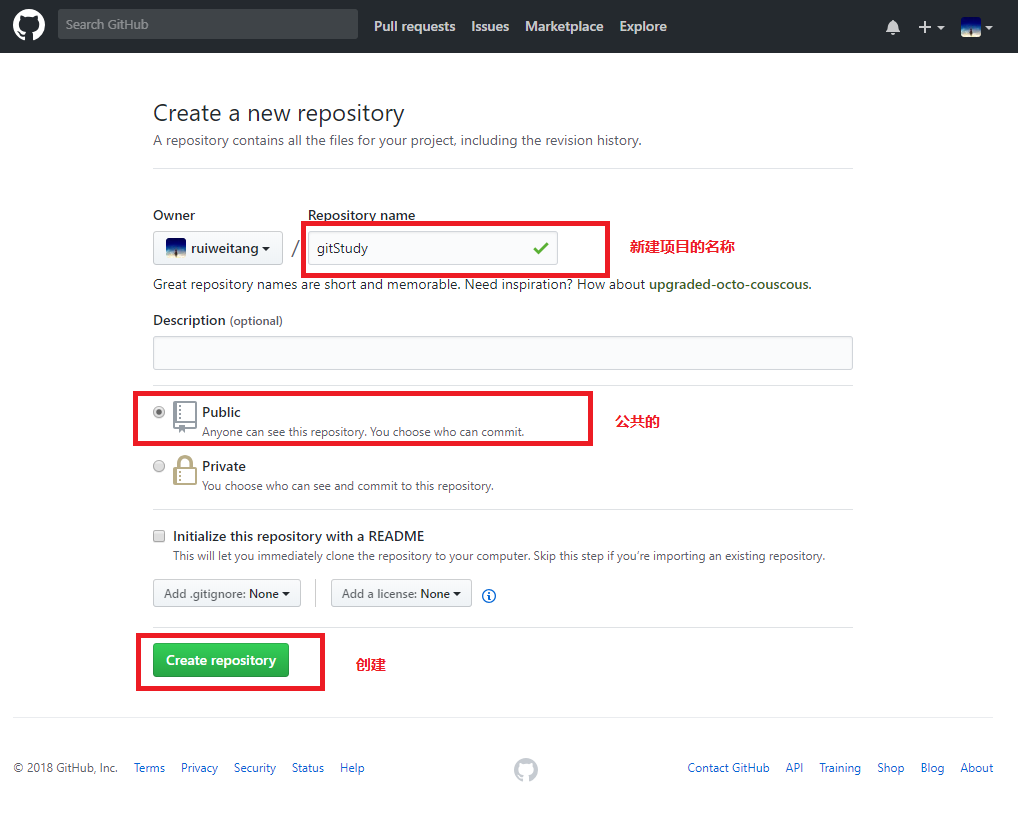 Search GitHub Pull requests Issues Marketplace Explore
Create a new repository
A repository contains all the files for your project, including the revision history.
Owner Repository name
ruiweitang / gitStudy 新建项目的名称
Great repository names are short and memorable. Need inspiration? How about upgraded-octo-couscous.
Description (optional)
Public
Anyone can see this repository. You choose who can commit.
公共的
Private
You choose who can see and commit to this repository.
Initialize this repository with a README
This will let you immediately clone the repository to your computer. Skip this step if you're importing an existing repository.
Add .gitignore: None Add a license: None
Create repository 创建
© 2018 GitHub, Inc. Terms Privacy Security Status Help Contact GitHub API Training Shop Blog About